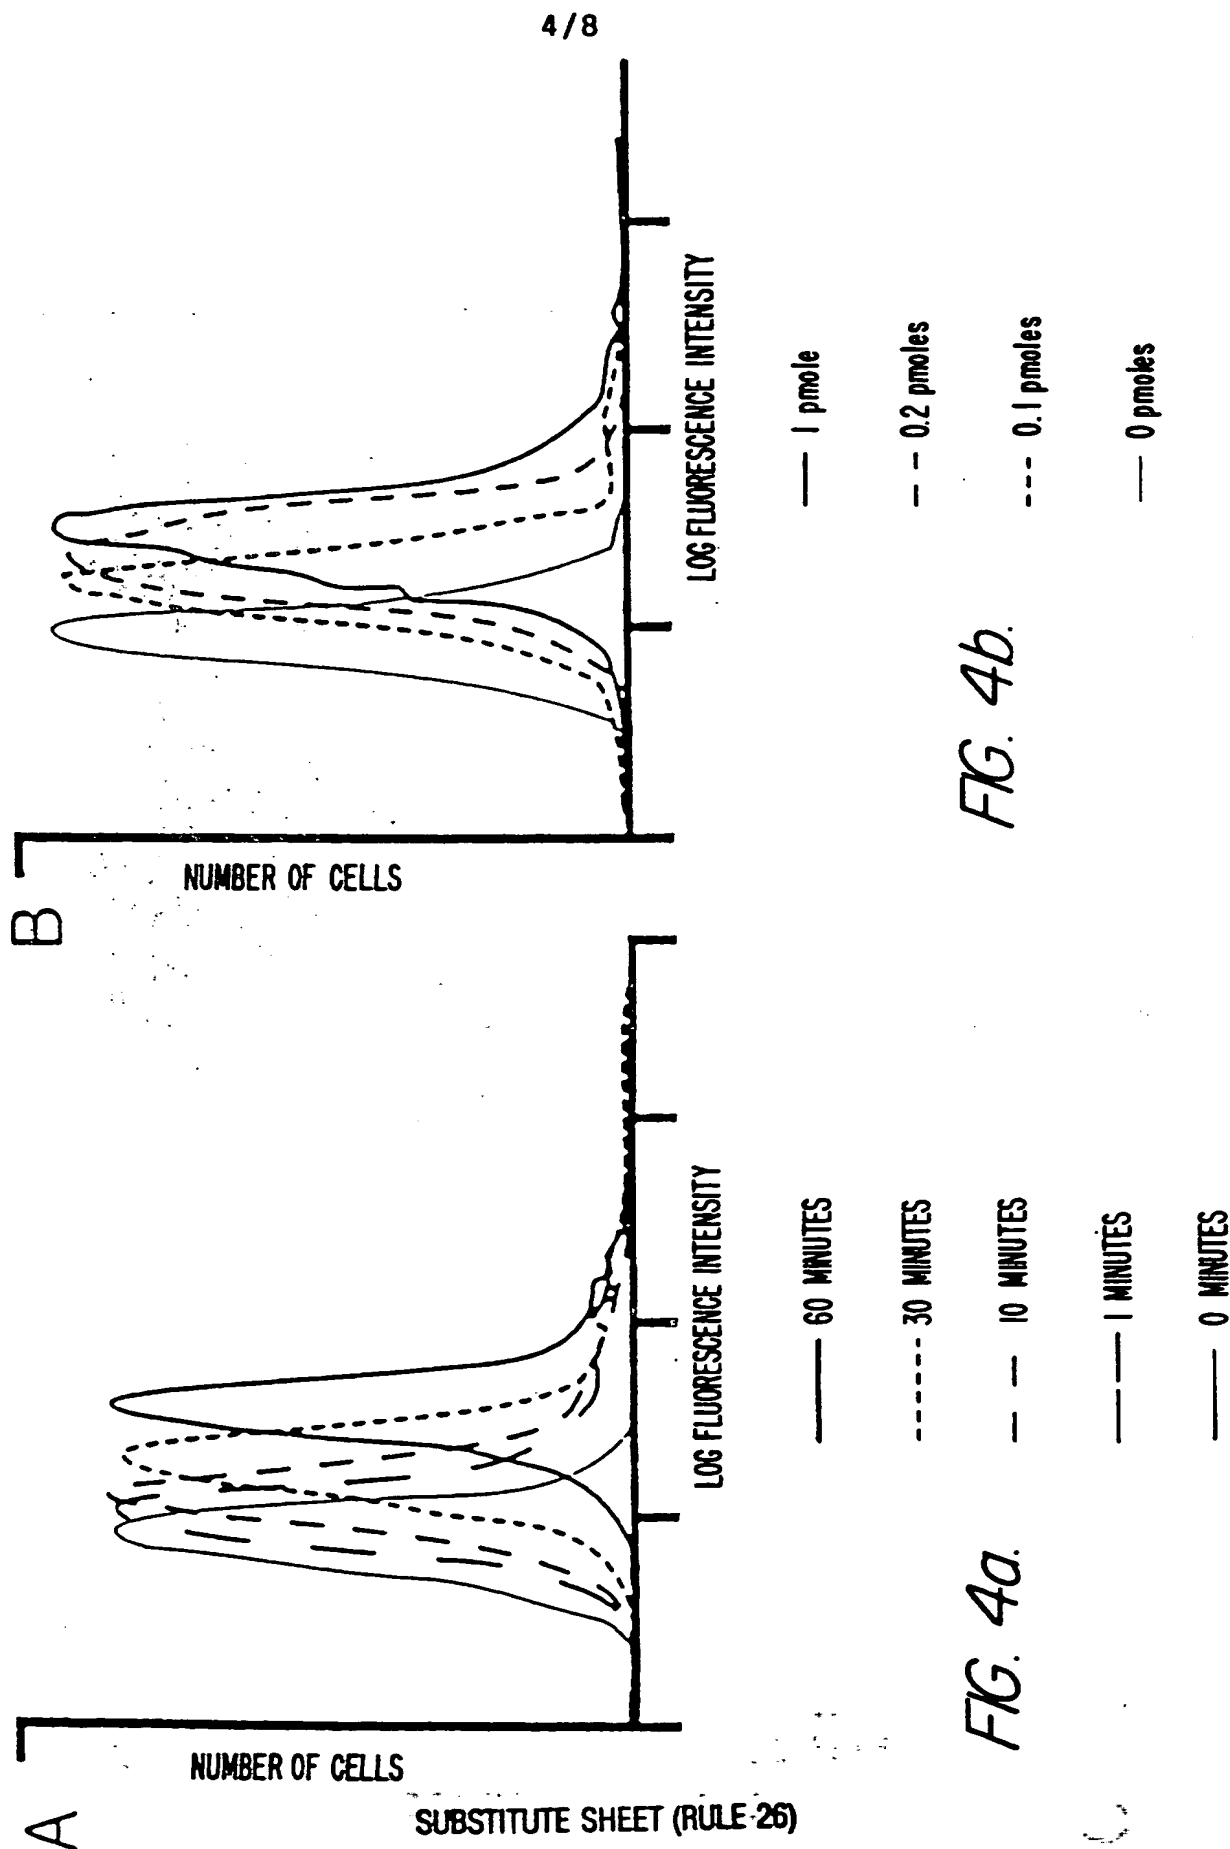 4/8
A
NUMBER OF CELLS
LOG FLUORESCENCE INTENSITY
60 MINUTES
30 MINUTES
10 MINUTES
1 MINUTES
0 MINUTES
FIG. 4a.
B
NUMBER OF CELLS
LOG FLUORESCENCE INTENSITY
1 pmole
0.2 pmoles
0.1 pmoles
0 pmoles
FIG. 4b.
SUBSTITUTE SHEET (RULE 26)